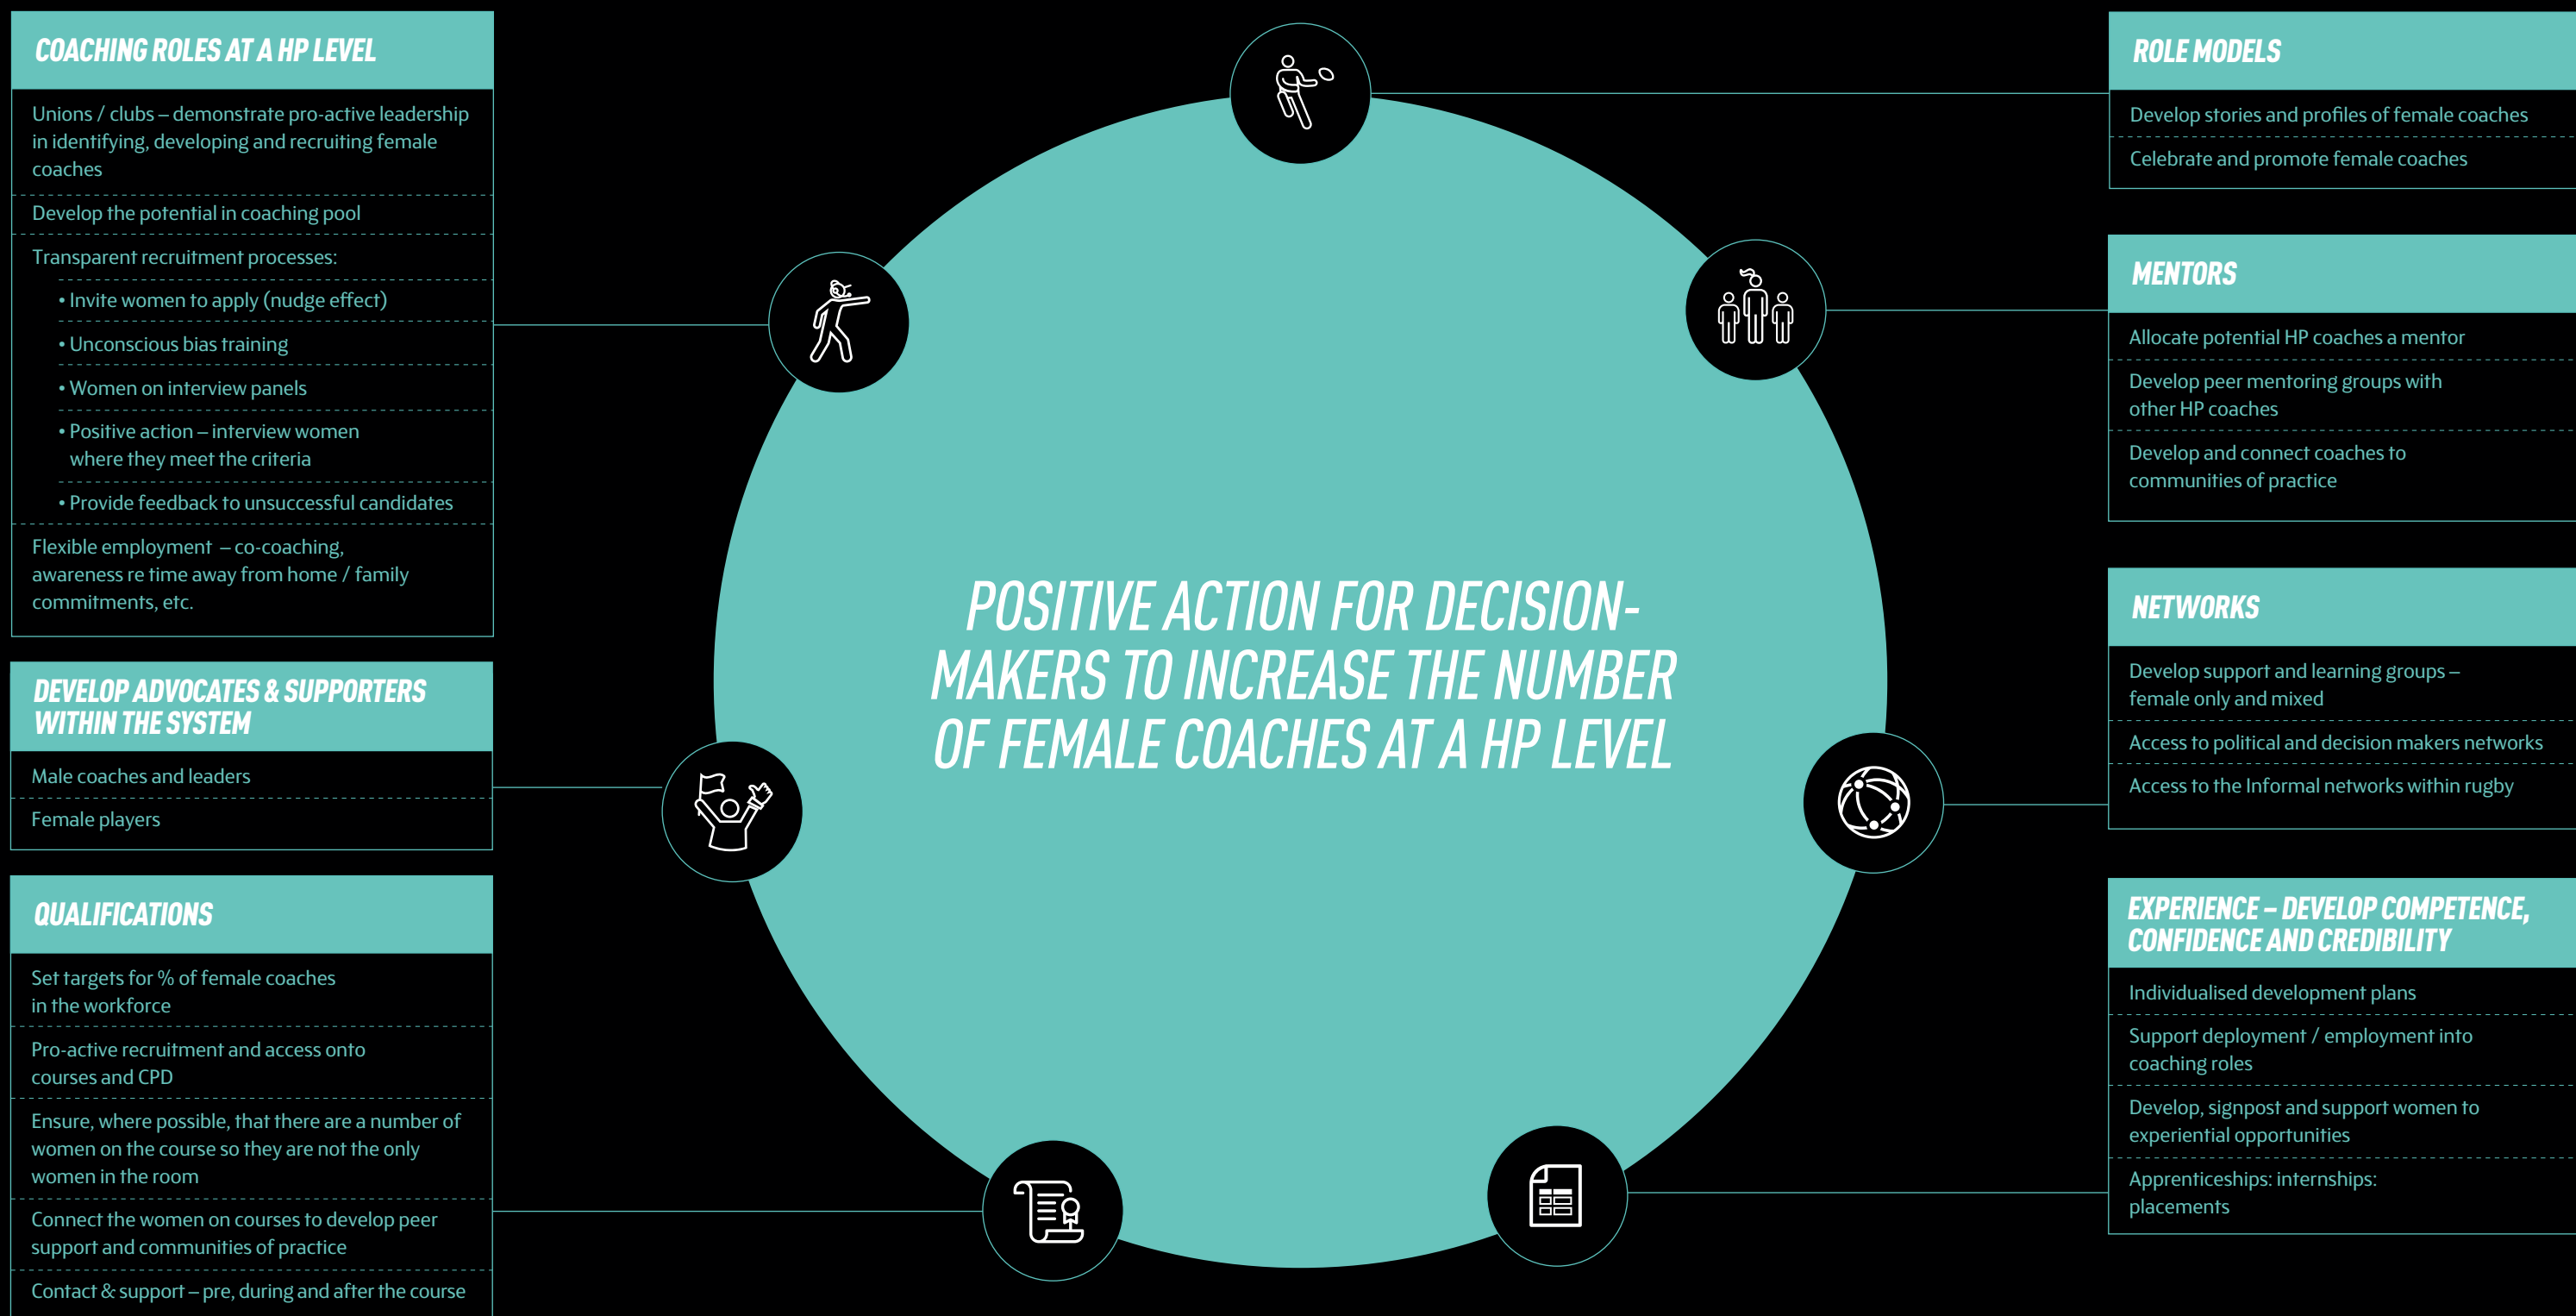 COACHING ROLES AT A HP LEVEL
Unions / clubs – demonstrate pro-active leadership
in identifying, developing and recruiting female
coaches
Develop the potential in coaching pool
Transparent recruitment processes:
• Invite women to apply (nudge effect)
• Unconscious bias training
• Women on interview panels
• Positive action – interview women
where they meet the criteria
• Provide feedback to unsuccessful candidates
Flexible employment – co-coaching,
awareness re time away from home / family
commitments, etc.
DEVELOP ADVOCATES & SUPPORTERS
WITHIN THE SYSTEM
Male coaches and leaders
Female players
QUALIFICATIONS
Set targets for % of female coaches
in the workforce
Pro-active recruitment and access onto
courses and CPD
Ensure, where possible, that there are a number of
women on the course so they are not the only
women in the room
Connect the women on courses to develop peer
support and communities of practice
Contact & support – pre, during and after the course
POSITIVE ACTION FOR DECISION-
MAKERS TO INCREASE THE NUMBER
OF FEMALE COACHES AT A HP LEVEL
ROLE MODELS
Develop stories and profiles of female coaches
Celebrate and promote female coaches
MENTORS
Allocate potential HP coaches a mentor
Develop peer mentoring groups with
other HP coaches
Develop and connect coaches to
communities of practice
NETWORKS
Develop support and learning groups –
female only and mixed
Access to political and decision makers networks
Access to the Informal networks within rugby
EXPERIENCE – DEVELOP COMPETENCE,
CONFIDENCE AND CREDIBILITY
Individualised development plans
Support deployment / employment into
coaching roles
Develop, signpost and support women to
experiential opportunities
Apprenticeships: internships:
placements